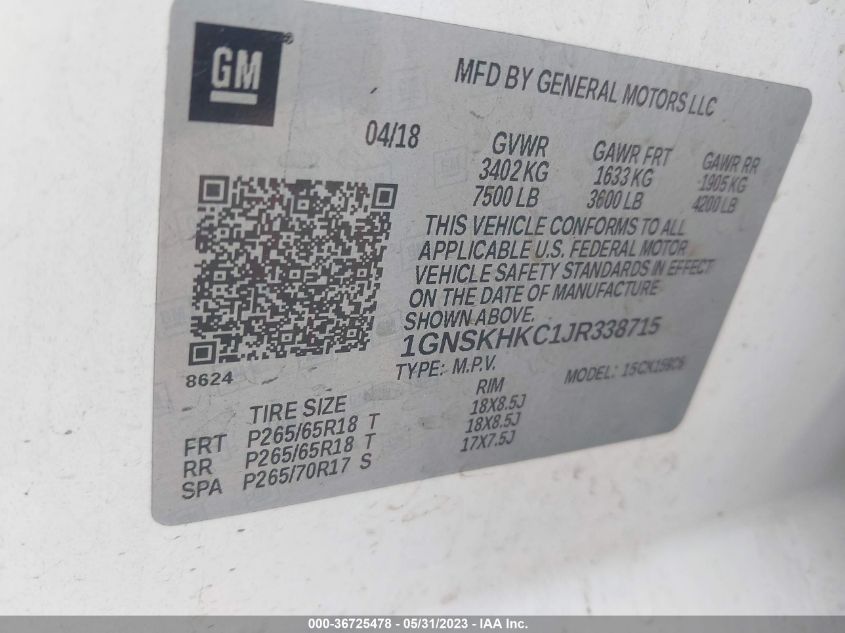 GM
MFD BY GENERAL MOTORS LLC
04/18
GVWR GAWR FRT GAWR RR
3402 KG 1633 KG 1905 KG
7500 LB 3600 LB 4200 LB
THIS VEHICLE CONFORMS TO ALL
APPLICABLE U.S. FEDERAL MOTOR
VEHICLE SAFETY STANDARDS IN EFFECT
ON THE DATE OF MANUFACTURE
SHOWN ABOVE.
1GNSKHKC1JR338715
8624
TYPE: M.P.V. MODEL:
TIRE SIZE RIM
FRT P265/65R18 T 18X8.5J
RR P265/65R18 T 18X8.5J
SPA P265/70R17 S 17X7.5J
000-36725478 - 05/31/2023 - IAA Inc.